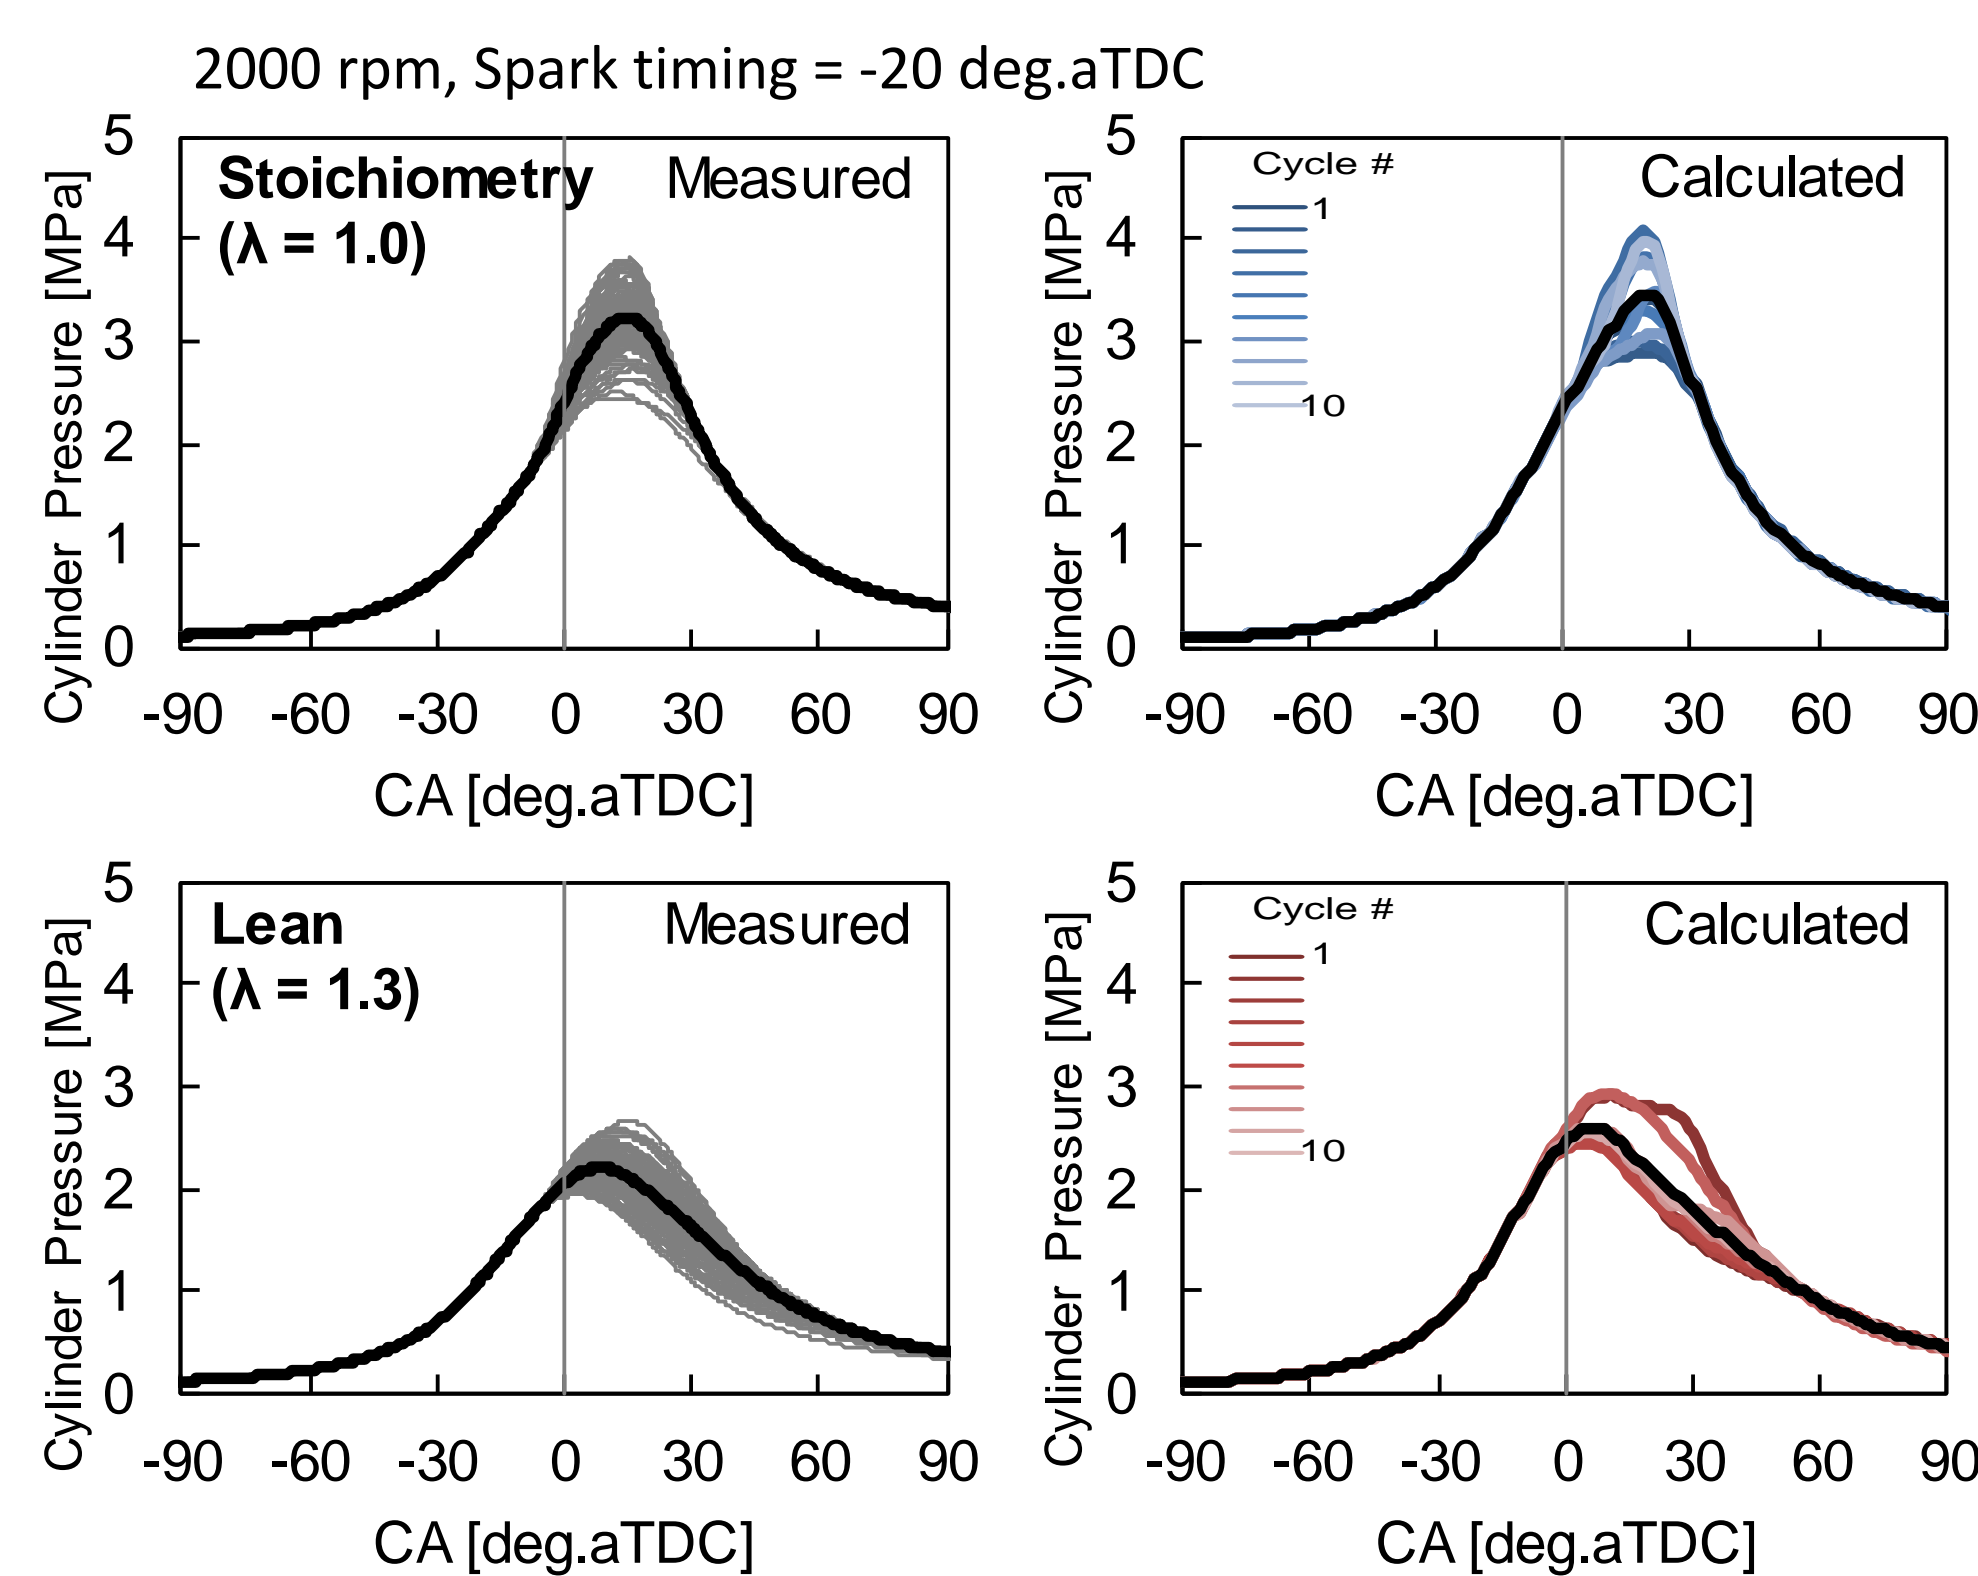 2000 rpm, Spark timing = -20 deg.aTDC
Cylinder Pressure [MPa]
5
4
3
2
1
0
Stoichiometry
(λ = 1.0)
Measured
-90 -60 -30 0 30 60 90
CA [deg.aTDC]
Cylinder Pressure [MPa]
5
4
3
2
1
0
Cycle #
1
10
Calculated
-90 -60 -30 0 30 60 90
CA [deg.aTDC]
Cylinder Pressure [MPa]
5
4
3
2
1
0
Lean
(λ = 1.3)
Measured
-90 -60 -30 0 30 60 90
CA [deg.aTDC]
Cylinder Pressure [MPa]
5
4
3
2
1
0
Cycle #
1
10
Calculated
-90 -60 -30 0 30 60 90
CA [deg.aTDC]